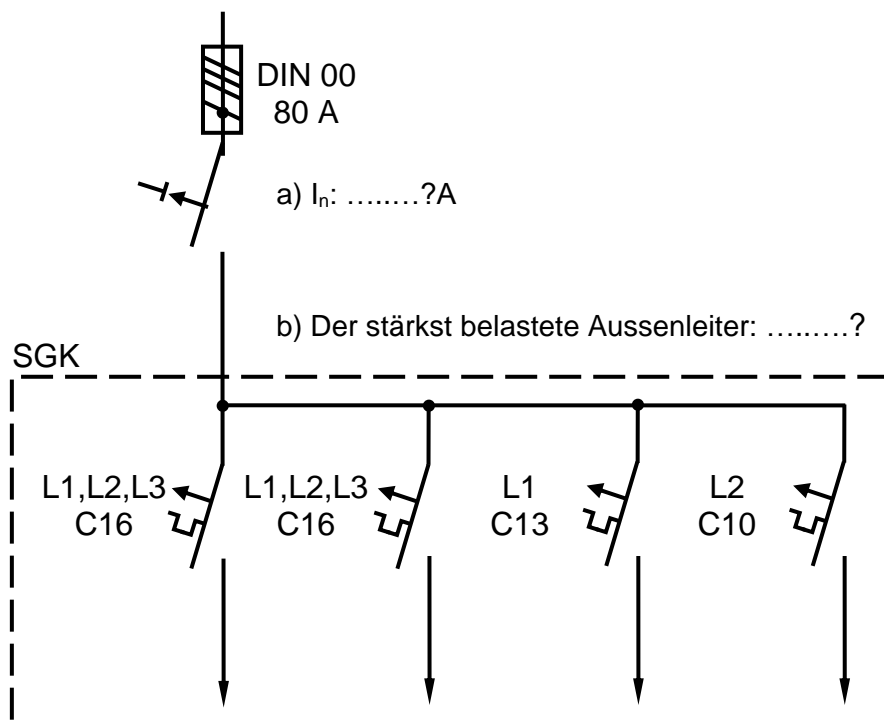 DIN 00
80 A
a) Iₙ: …..…?A
b) Der stärkst belastete Aussenleiter: …..….?
SGK
L1,L2,L3 L1,L2,L3 L1 L2
C16 C16 C13 C10